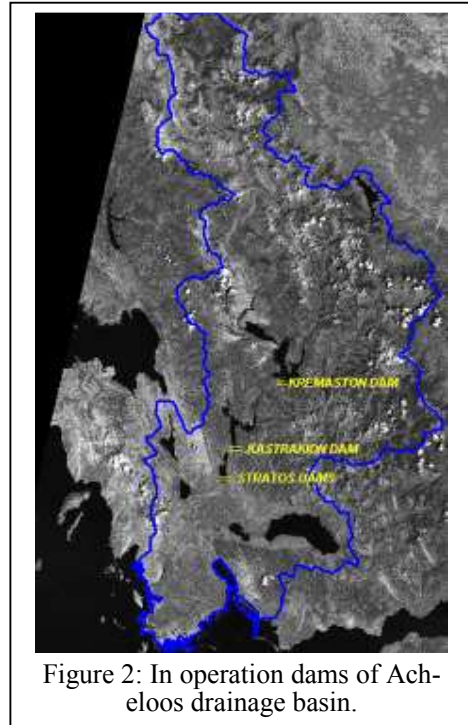 KREMASTON DAM
KASTRAKION DAM
STRATOS DAMS
Figure 2: In operation dams of Ach-
eloos drainage basin.